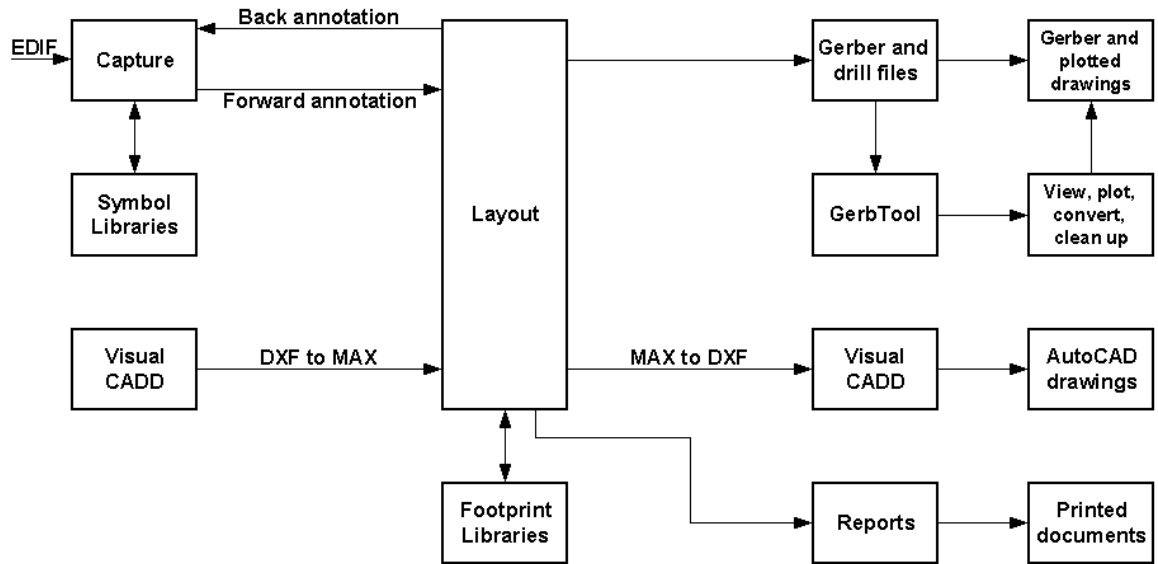 Back annotation
EDIF
Capture
Forward annotation
Symbol
Libraries
Layout
Gerber and
drill files
Gerber and
plotted
drawings
GerbTool
View, plot,
convert,
clean up
Visual
CADD
DXF to MAX
MAX to DXF
Visual
CADD
AutoCAD
drawings
Footprint
Libraries
Reports
Printed
documents